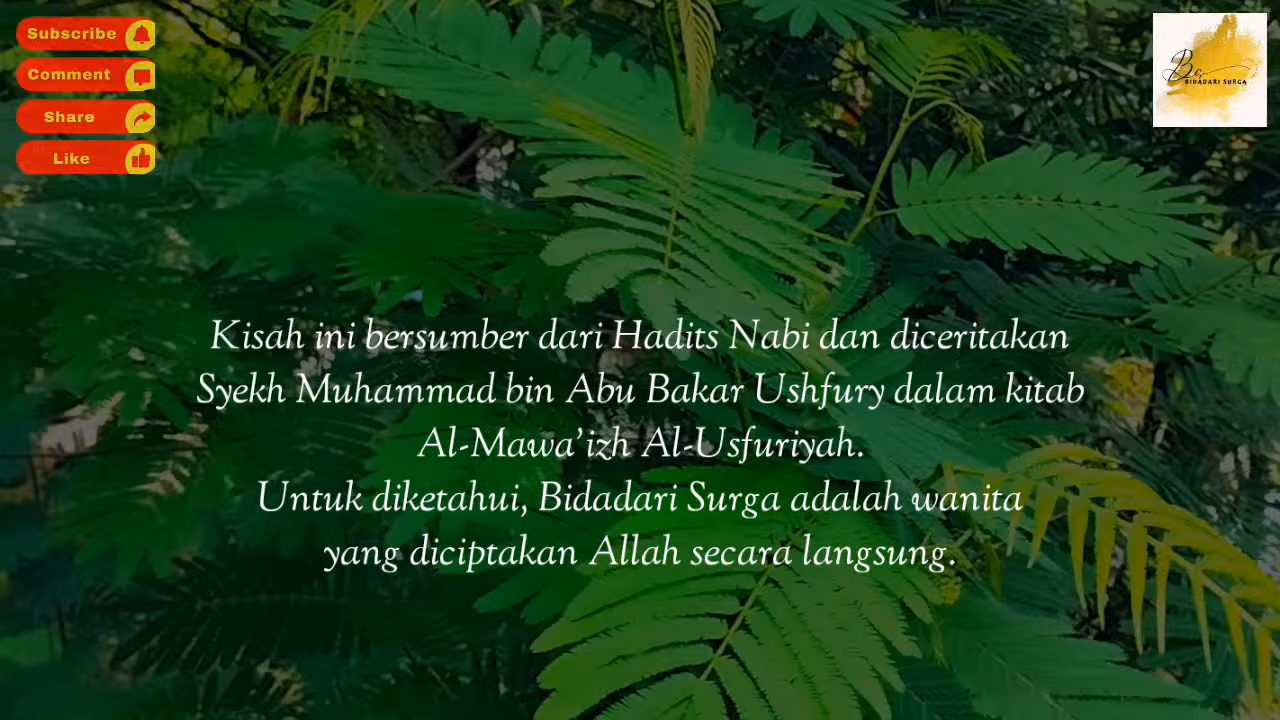 Subscribe
Comment
Share
Like
Bs
BIDADARI SURGA
Kisah ini bersumber dari Hadits Nabi dan diceritakan
Syekh Muhammad bin Abu Bakar Ushfury dalam kitab
Al-Mawa’izh Al-Usfuriyah.
Untuk diketahui, Bidadari Surga adalah wanita
yang diciptakan Allah secara langsung.